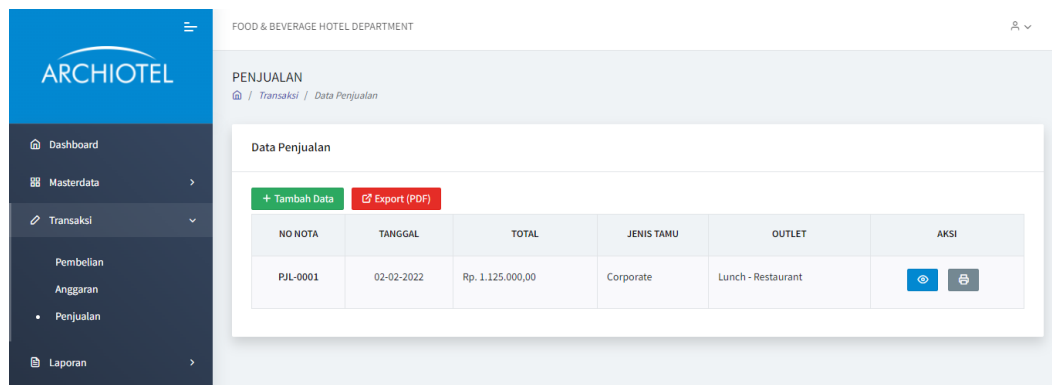 FOOD & BEVERAGE HOTEL DEPARTMENT
ARCHIOTEL
PENJUALAN
/ Transaksi / Data Penjualan
Dashboard
Masterdata
Transaksi
Pembelian
Anggaran
Penjualan
Laporan
Data Penjualan
+ Tambah Data Export (PDF)
NO NOTA TANGGAL TOTAL JENIS TAMU OUTLET AKSI
PJL-0001 02-02-2022 Rp. 1.125.000,00 Corporate Lunch - Restaurant